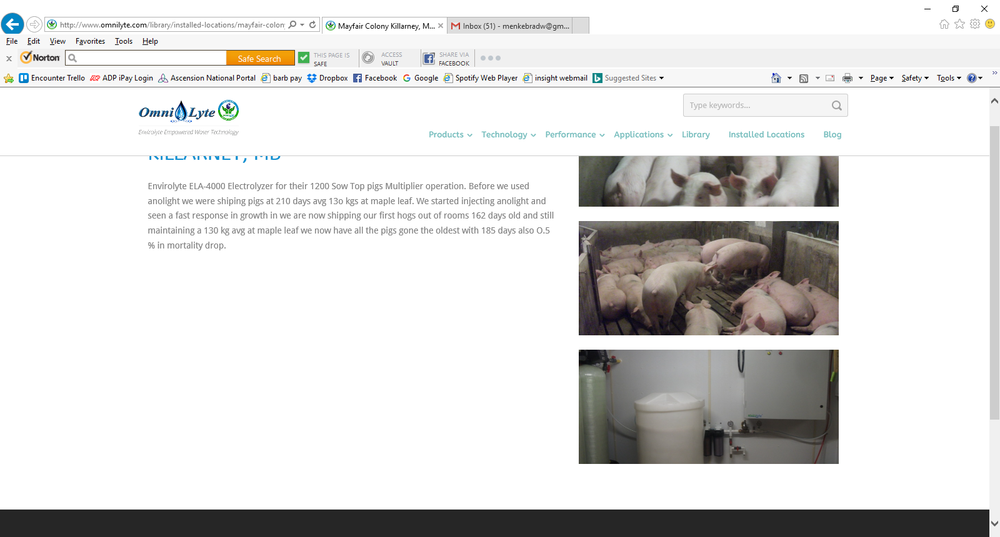 http://www.omnilyte.com/library/installed-locations/mayfair-colon
Mayfair Colony Killarney, M...
Inbox (51) - menkebradw@gm...
File Edit View Favorites Tools Help
Norton
Safe Search
THIS PAGE IS SAFE
ACCESS VAULT
SHARE VIA FACEBOOK
Encounter Trello ADP iPay Login Ascension National Portal barb pay Dropbox Facebook Google Spotify Web Player insight webmail Suggested Sites
Page Safety Tools
Omni Lyte
Envirolyte Empowered Water Technology
Type keywords...
Products Technology Performance Applications Library Installed Locations Blog
KILLARNEY, MB
Envirolyte ELA-4000 Electrolyzer for their 1200 Sow Top pigs Multiplier operation. Before we used
anolight we were shiping pigs at 210 days avg 13o kgs at maple leaf. We started injecting anolight and
seen a fast response in growth in we are now shipping our first hogs out of rooms 162 days old and still
maintaining a 130 kg avg at maple leaf we now have all the pigs gone the oldest with 185 days also O.5
% in mortality drop.